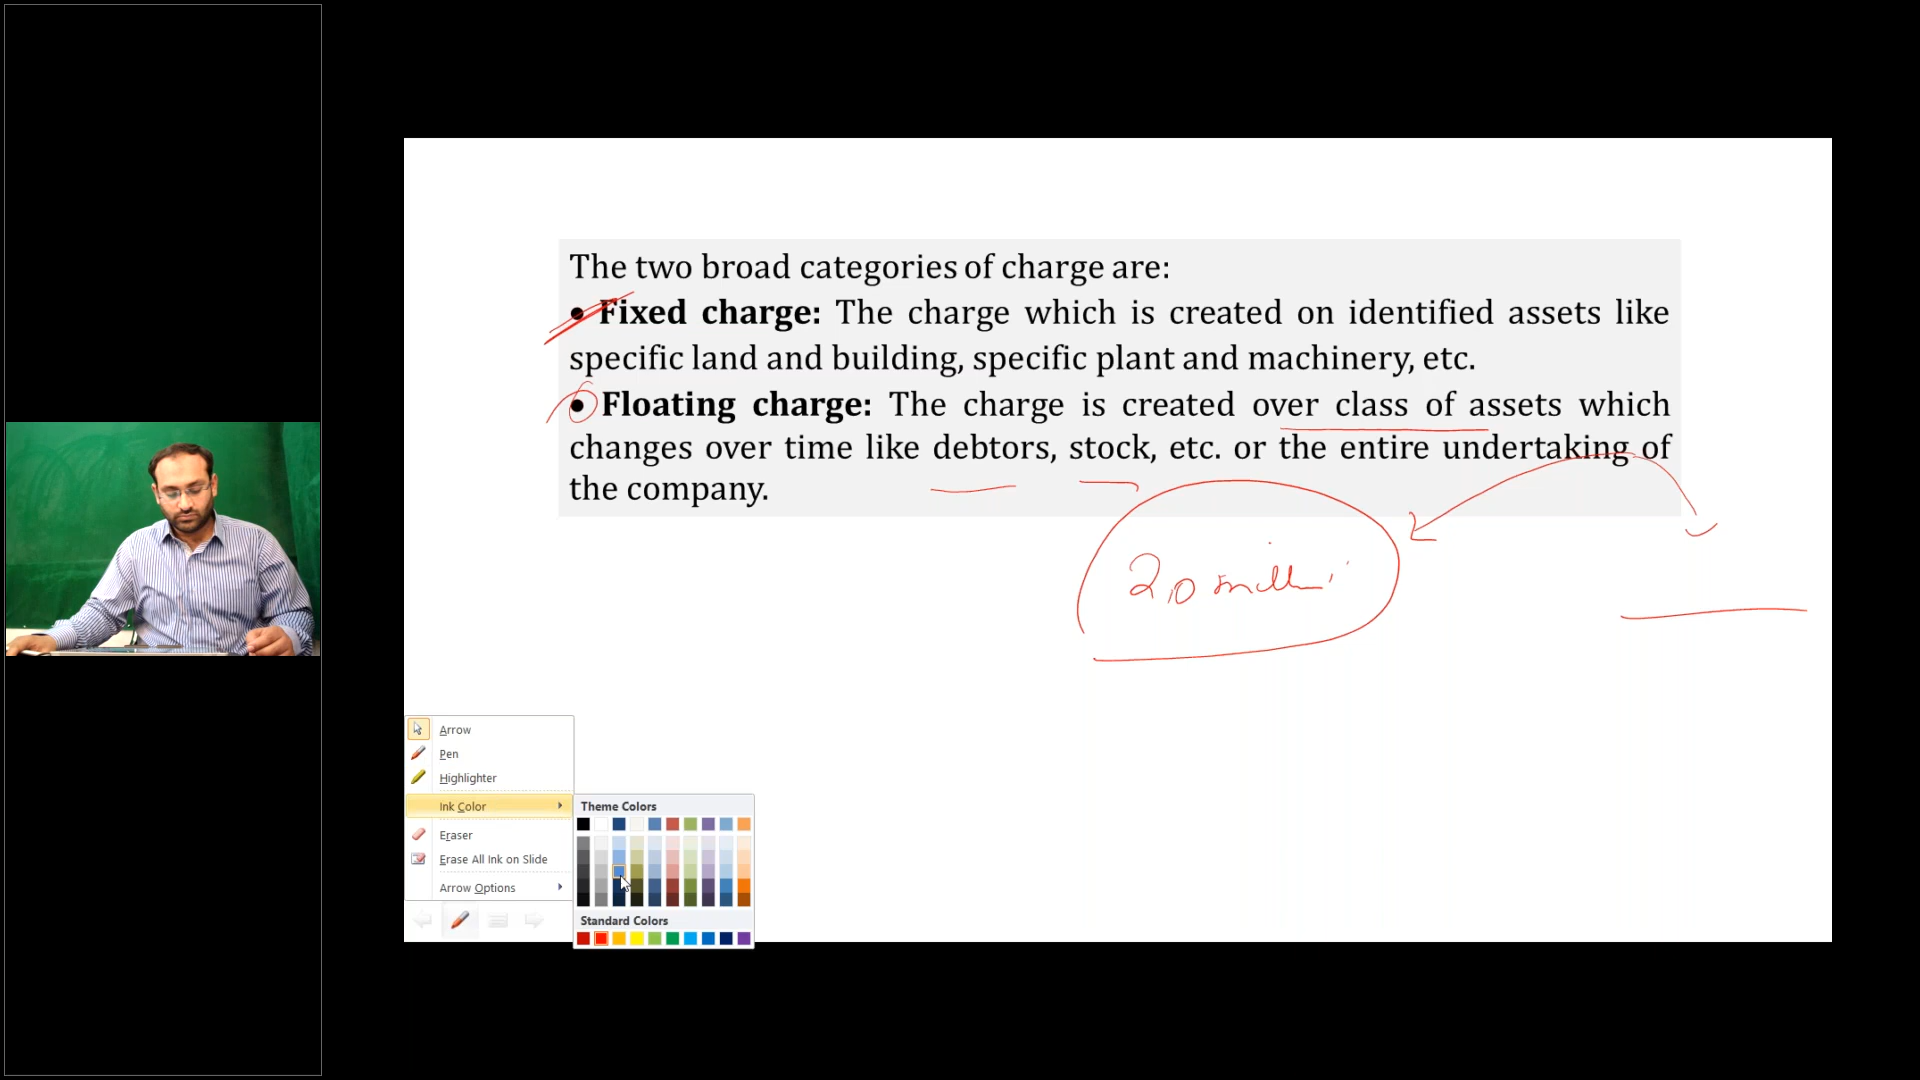 The two broad categories of charge are:
• Fixed charge: The charge which is created on identified assets like
specific land and building, specific plant and machinery, etc.
• Floating charge: The charge is created over class of assets which
changes over time like debtors, stock, etc. or the entire undertaking of
the company.
Arrow
Pen
Highlighter
Ink Color
Eraser
Erase All Ink on Slide
Arrow Options
Theme Colors
Standard Colors